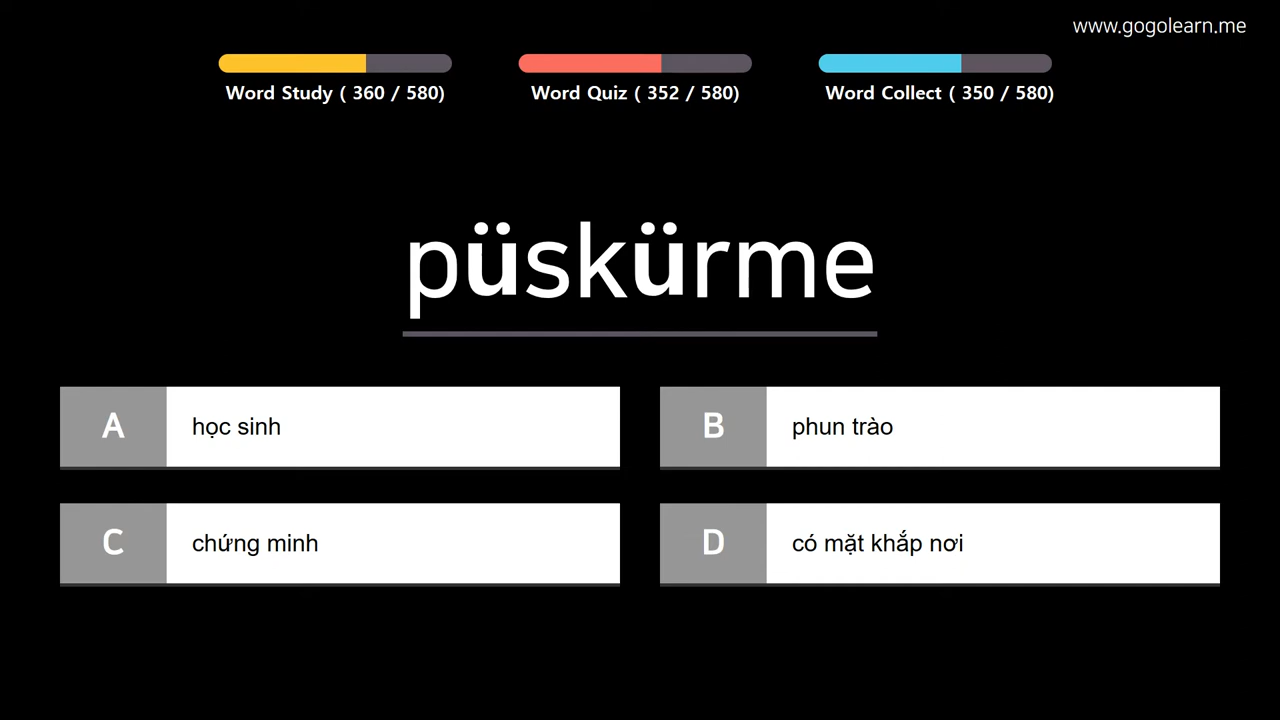 www.gogolearn.me
Word Study ( 360 / 580)
Word Quiz ( 352 / 580)
Word Collect ( 350 / 580)
püskürme
A
học sinh
B
phun trào
C
chứng minh
D
có mặt khắp nơi